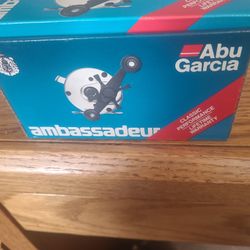 Abu
Garcia
ambassadeur
CLASSIC
PERFORMANCE
LIFETIME
WARRANTY